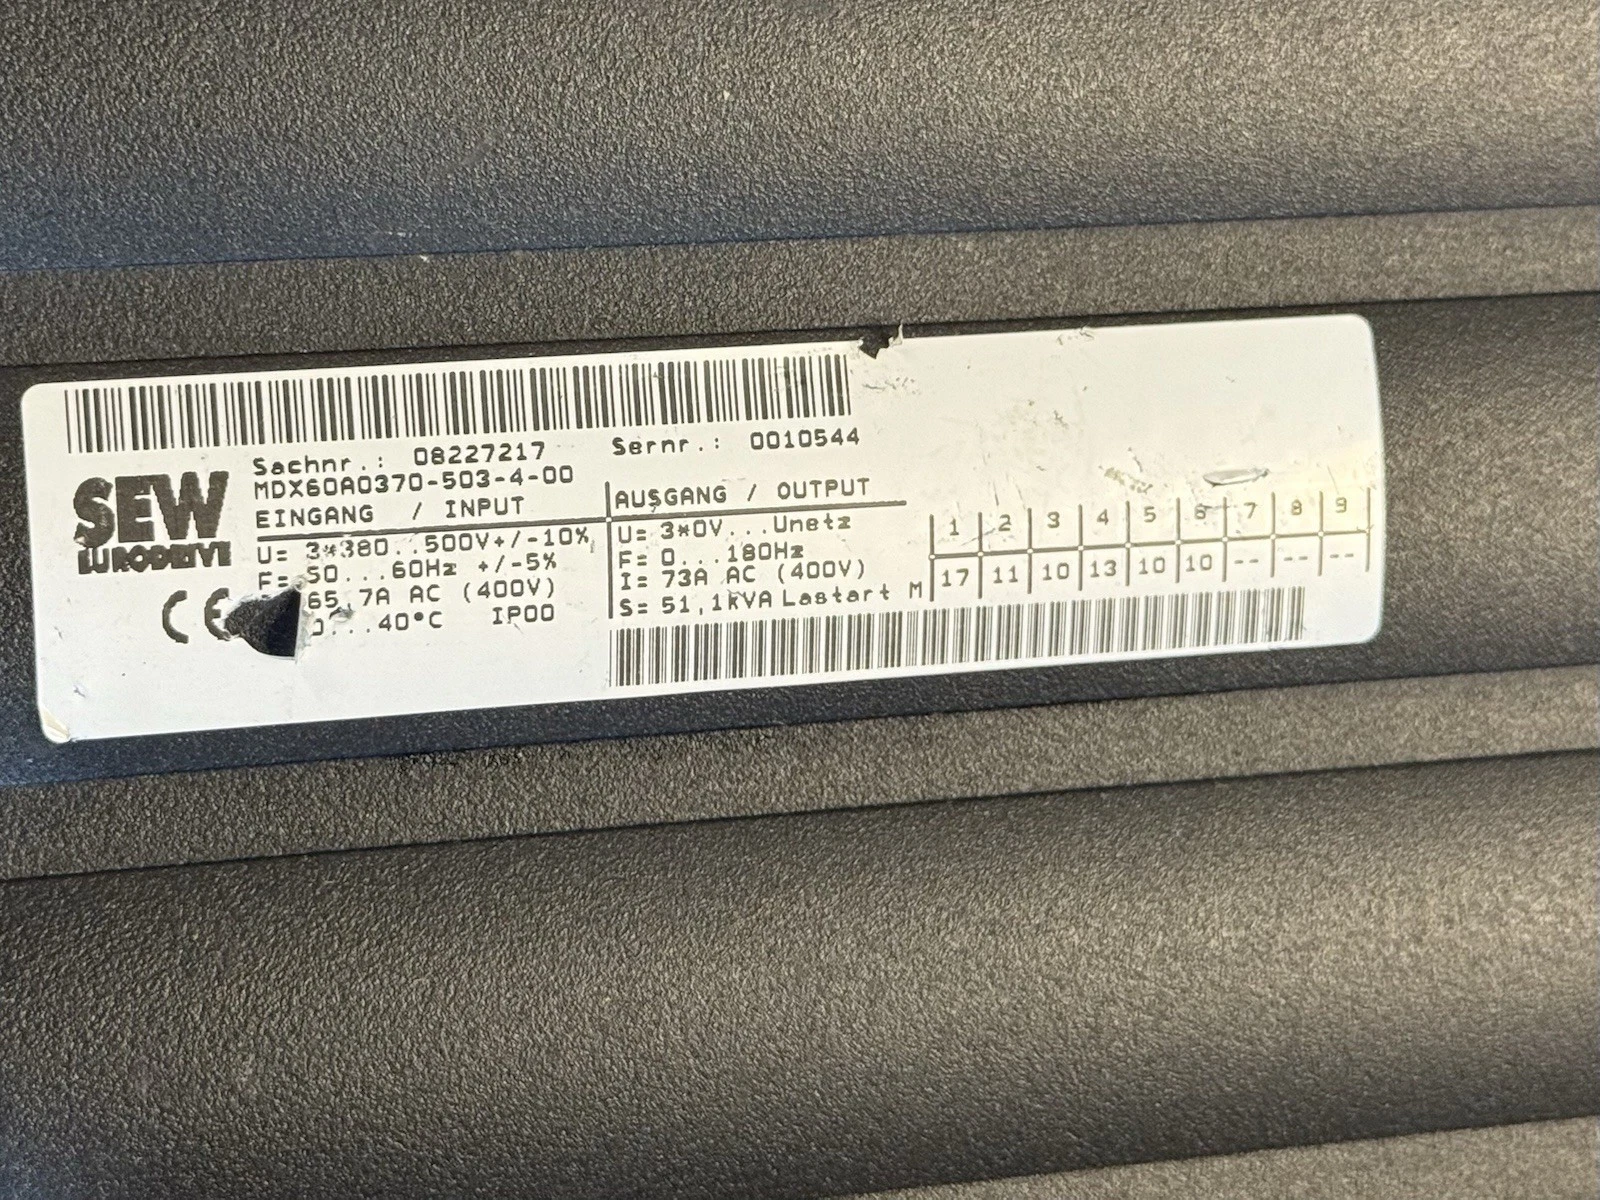 Sachnr.: 08227217 Sernr.: 0010544
MDX60A0370-503-4-00
SEW
EURODRIVE
EINGANG / INPUT
U= 3*380..500V+/-10%
F= 50...60Hz +/-5%
65,7A AC (400V)
...40°C IP00
CE
AUSGANG / OUTPUT
U= 3*0V...Unetz
F= 0...180Hz
I= 73A AC (400V)
S= 51,1KVA Lastart M
1 2 3 4 5 6 7 8 9
17 11 10 13 10 10 -- -- --